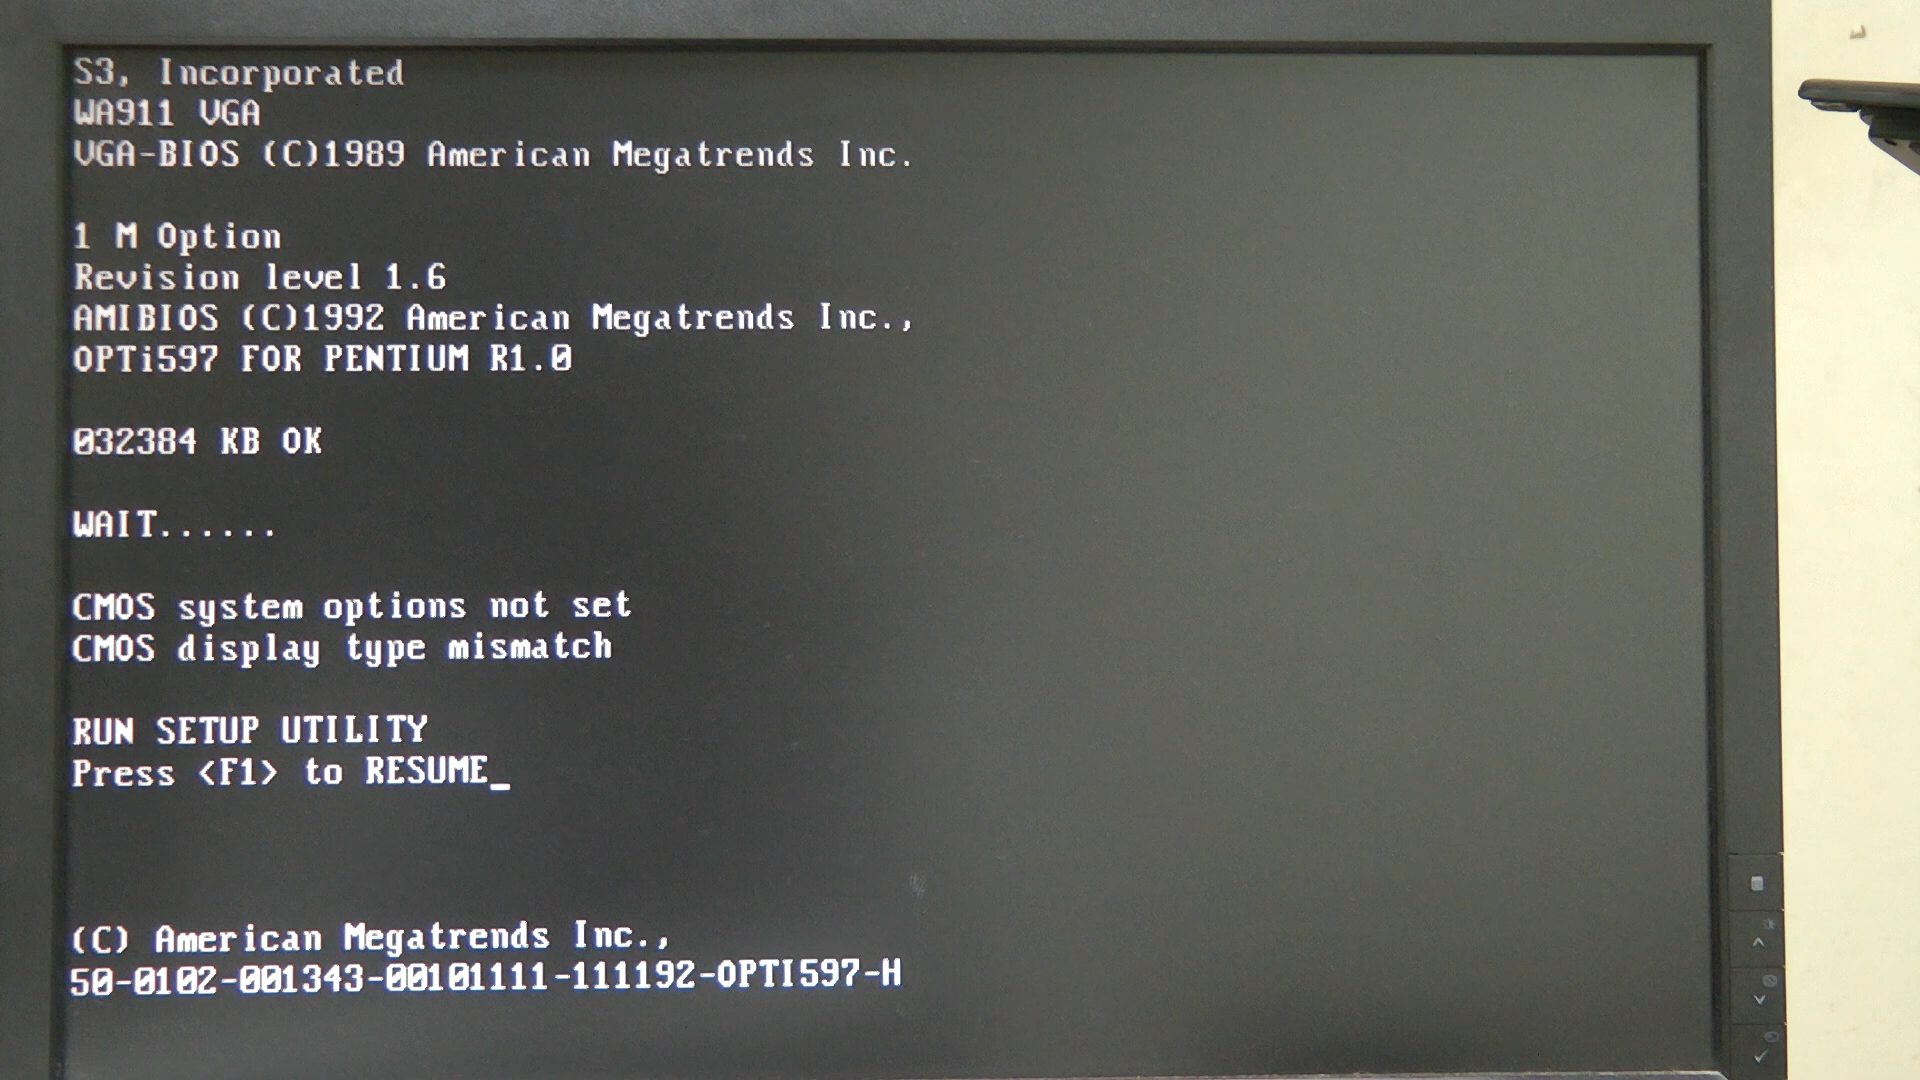 S3, Incorporated
WA911 VGA
VGA-BIOS (C)1989 American Megatrends Inc.
1 M Option
Revision level 1.6
AMIBIOS (C)1992 American Megatrends Inc.,
OPTi597 FOR PENTIUM R1.0
032384 KB OK
WAIT......
CMOS system options not set
CMOS display type mismatch
RUN SETUP UTILITY
Press <F1> to RESUME_
(C) American Megatrends Inc.,
50-0102-001343-00101111-111192-OPTI597-H